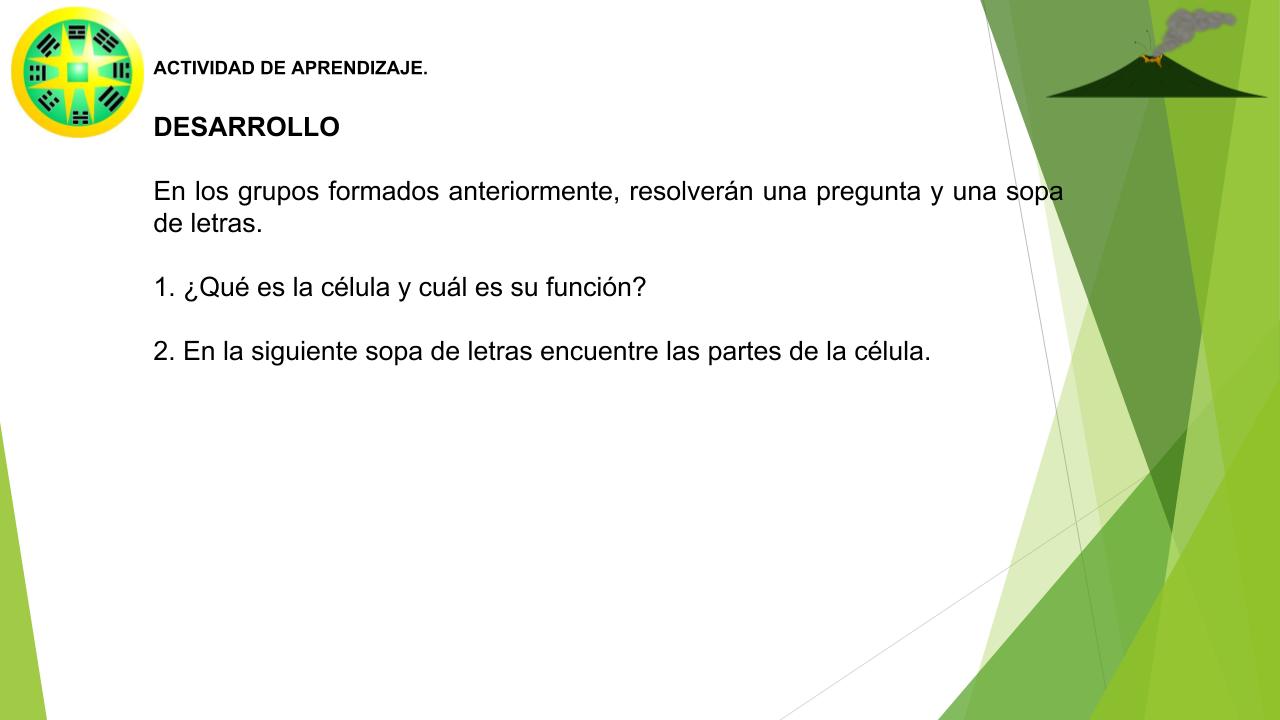 ACTIVIDAD DE APRENDIZAJE.
DESARROLLO
En los grupos formados anteriormente, resolverán una pregunta y una sopa
de letras.
1. ¿Qué es la célula y cuál es su función?
2. En la siguiente sopa de letras encuentre las partes de la célula.